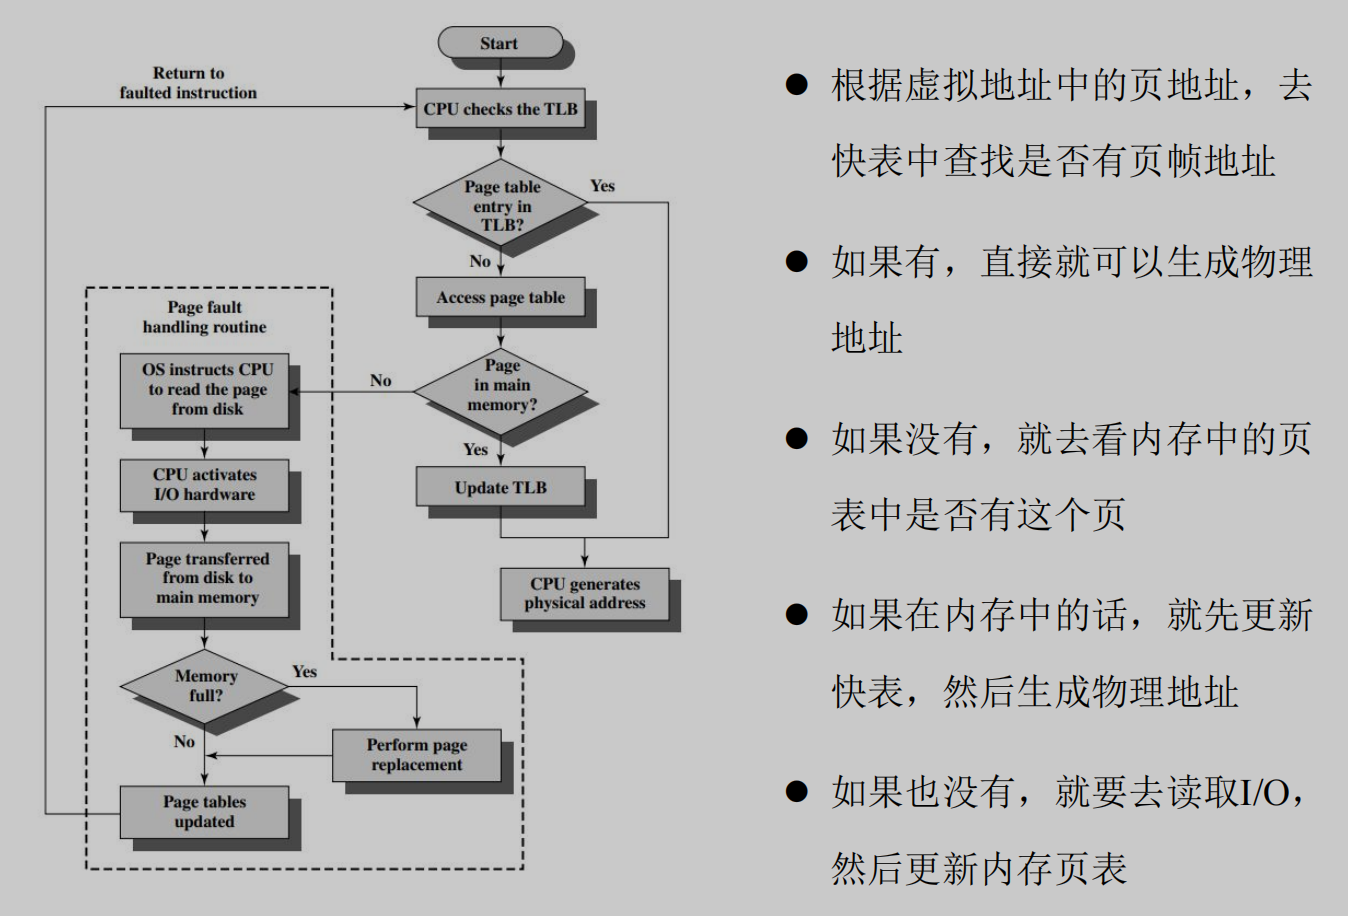 Start
Return to
faulted instruction
CPU checks the TLB
Page table
entry in
TLB?
Yes
No
Access page table
Page fault
handling routine
Page
in main
memory?
No
OS instructs CPU
to read the page
from disk
Yes
CPU activates
I/O hardware
Update TLB
Page transferred
from disk to
main memory
CPU generates
physical address
Memory
full?
Yes
No
Perform page
replacement
Page tables
updated
● 根据虚拟地址中的页地址，去
快表中查找是否有页帧地址
● 如果有，直接就可以生成物理
地址
● 如果没有，就去看内存中的页
表中是否有这个页
● 如果在内存中的话，就先更新
快表，然后生成物理地址
● 如果也没有，就要去读取I/O，
然后更新内存页表